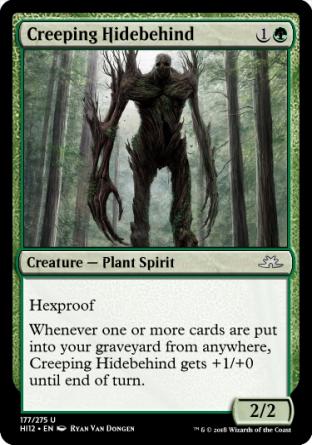 Creeping Hidebehind 1
Creature — Plant Spirit
Hexproof
Whenever one or more cards are put
into your graveyard from anywhere,
Creeping Hidebehind gets +1/+0
until end of turn.
2/2
177/275 U
HI12 • EN Ryan Van Dongen
™ & © 2018 Wizards of the Coast